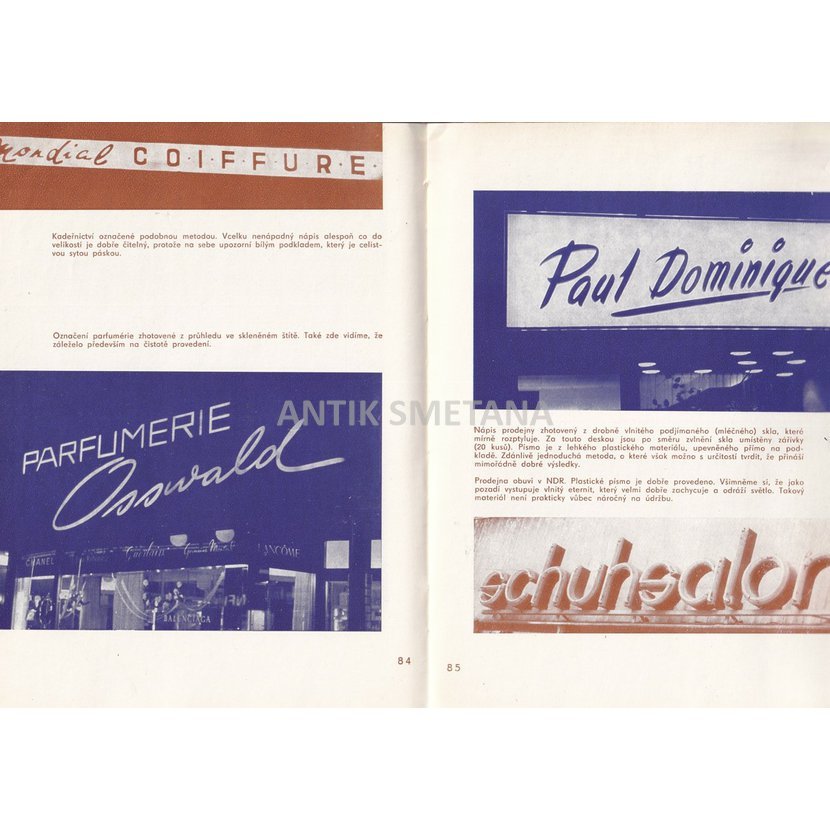 mondial COIFFURE
Kadeřnictví označené podobnou metodou. Vcelku nenápadný nápis alespoň co do
velikosti je dobře čitelný, protože na sebe upozorní bílým podkladem, který je celist-
vou sytou páskou.
Označení parfumérie zhotovené z průhledu ve skleněném štítě. Také zde vidíme, že
záleželo především na čistotě provedení.
PARFUMERIE
Osswald
CHANEL
Guerlain
LANCÔME
BALENCIAGA
84
Paul Dominique
ANTIK SMETANA
Nápis prodejny zhotovený z drobně vlnitého podjímaného (mléčného) skla, které
mírně rozptyluje. Za touto deskou jsou po směru zvlnění skla umístěny zářivky
(20 kusů). Písmo je z lehkého plastického materiálu, upevněného přímo na pod-
kladě. Zdánlivě jednoduchá metoda, o které však možno s určitostí tvrdit, že přináší
mimořádně dobré výsledky.
Prodejna obuvi v NDR. Plastické písmo je dobře provedeno. Všimněme si, že jako
pozadí vystupuje vlnitý eternit, který velmi dobře zachycuje a odráží světlo. Takový
materiál není prakticky vůbec náročný na údržbu.
schuhsalon
85